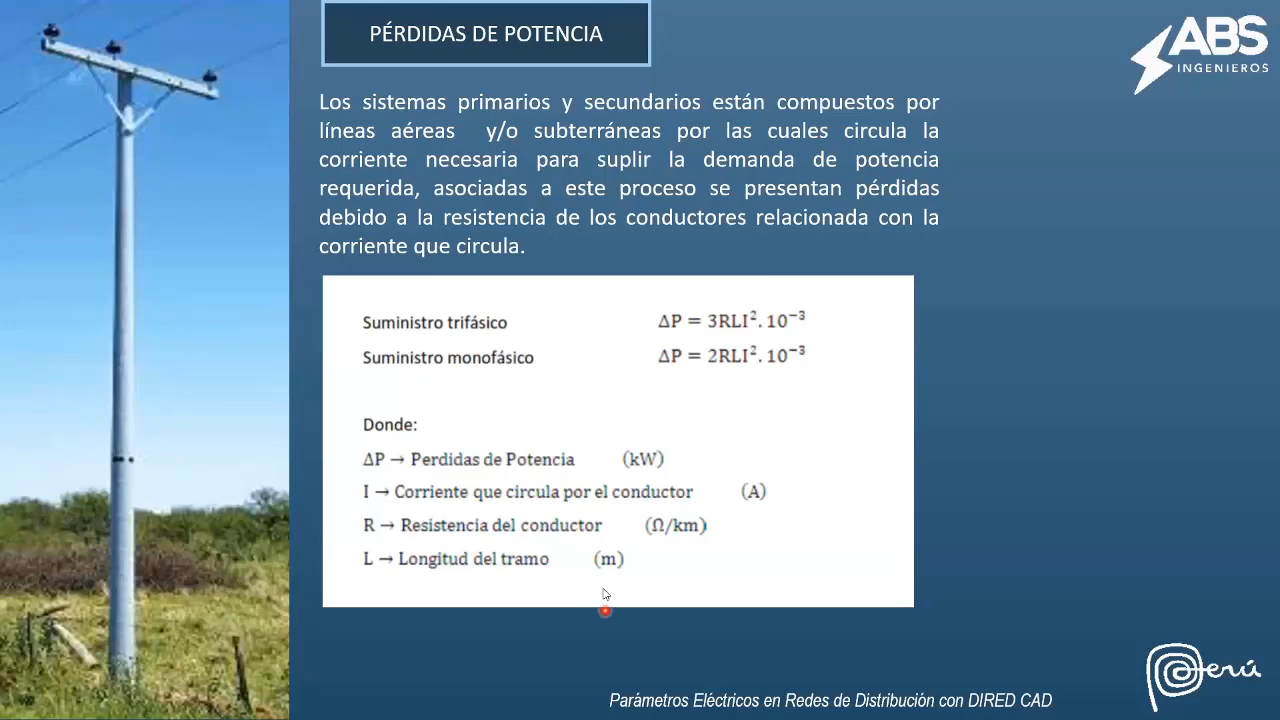 PÉRDIDAS DE POTENCIA
ABS
INGENIEROS
Los sistemas primarios y secundarios están compuestos por
líneas aéreas y/o subterráneas por las cuales circula la
corriente necesaria para suplir la demanda de potencia
requerida, asociadas a este proceso se presentan pérdidas
debido a la resistencia de los conductores relacionada con la
corriente que circula.
Suministro trifásico ΔP = 3RLI². 10⁻³
Suministro monofásico ΔP = 2RLI². 10⁻³
Donde:
ΔP → Perdidas de Potencia (kW)
I → Corriente que circula por el conductor (A)
R → Resistencia del conductor (Ω/km)
L → Longitud del tramo (m)
Perú
Parámetros Eléctricos en Redes de Distribución con DIRED CAD